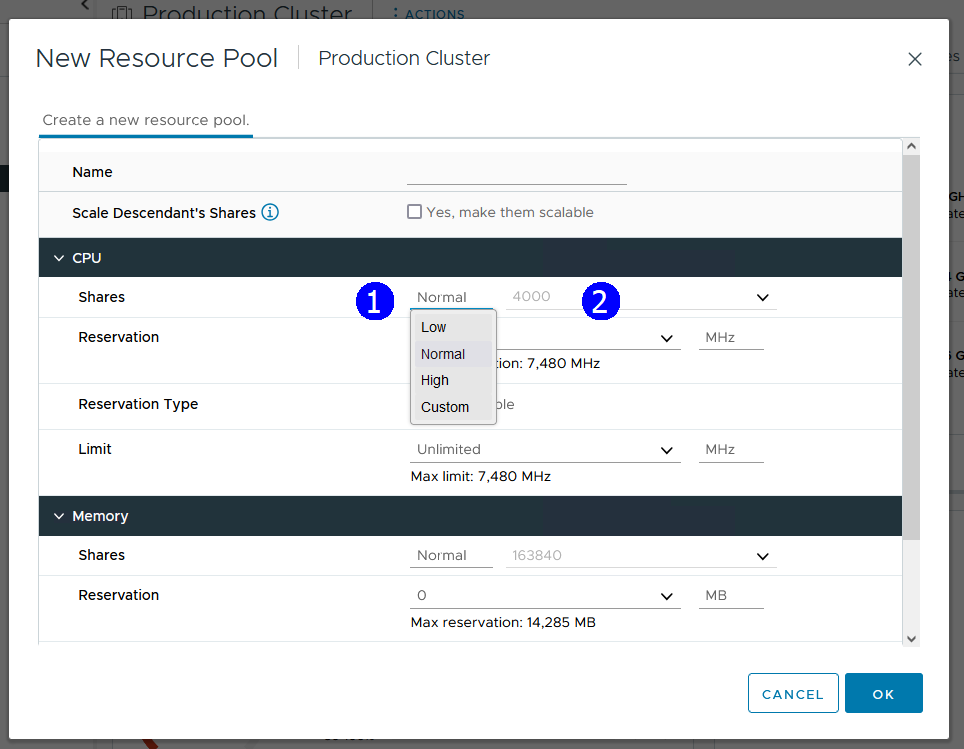 Production Cluster
ACTIONS
New Resource Pool
Production Cluster
Create a new resource pool.
Name
Scale Descendant's Shares
Yes, make them scalable
CPU
Shares
1
Normal
4000
2
Low
Normal
High
Custom
Reservation
MHz
tion: 7,480 MHz
Reservation Type
ble
Limit
Unlimited
MHz
Max limit: 7,480 MHz
Memory
Shares
Normal
163840
Reservation
0
MB
Max reservation: 14,285 MB
CANCEL
OK